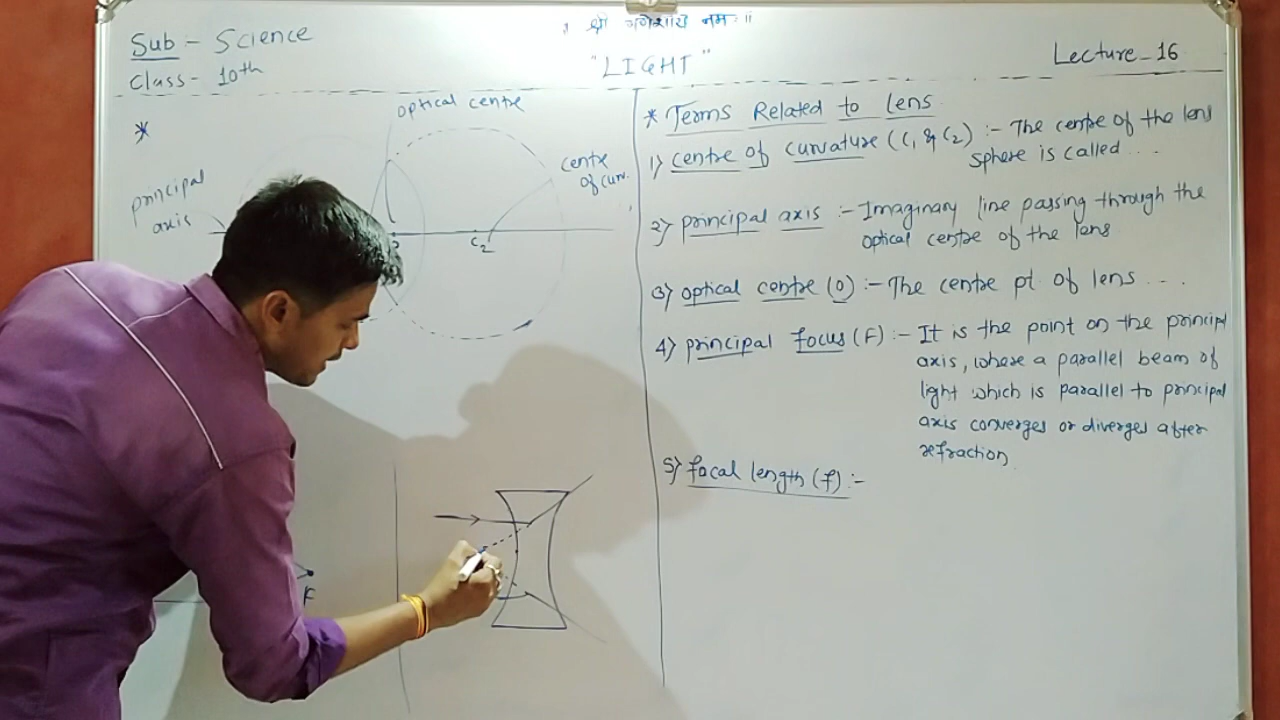 ॥ श्री गणेशाय नमः ॥
Sub - Science
Class - 10th
"LIGHT"
Lecture - 16
*
optical centre
principal
axis
centre
of curv.
C2
F
* Terms Related to lens
1) centre of curvature (C1 & C2) :- The centre of the lens
sphere is called ...
2) principal axis :- Imaginary line passing through the
optical centre of the lens
3) optical centre (O) :- The centre pt of lens ...
4) principal focus (F) :- It is the point on the principal
axis, where a parallel beam of
light which is parallel to principal
axis converges or diverges after
refraction
5) focal length (f) :-